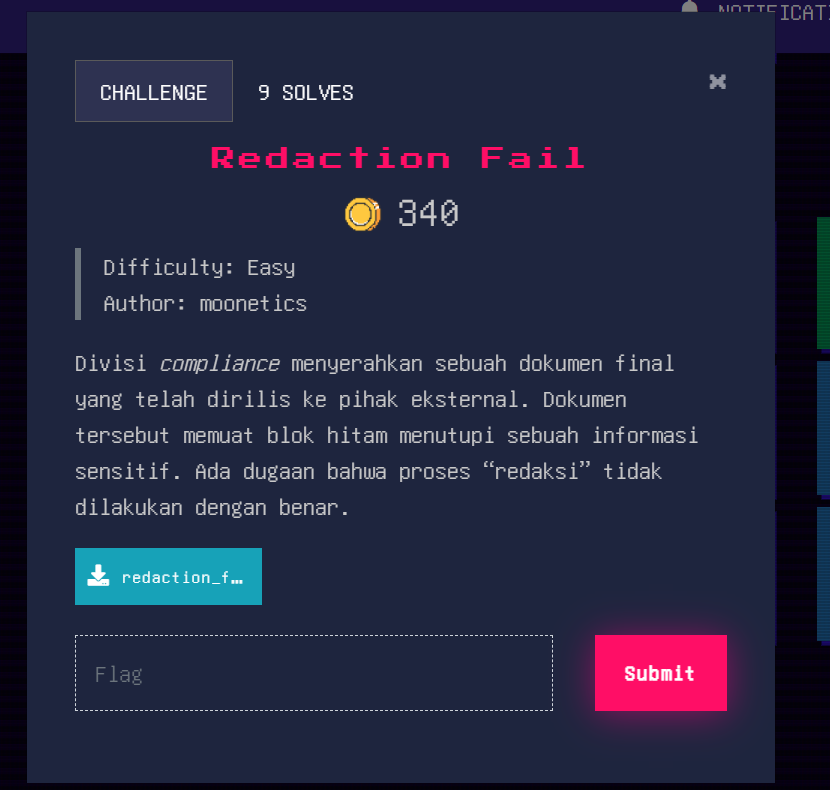 CHALLENGE
9 SOLVES
Redaction Fail
340
Difficulty: Easy
Author: moonetics
Divisi compliance menyerahkan sebuah dokumen final
yang telah dirilis ke pihak eksternal. Dokumen
tersebut memuat blok hitam menutupi sebuah informasi
sensitif. Ada dugaan bahwa proses “redaksi” tidak
dilakukan dengan benar.
redaction_f…
Flag
Submit